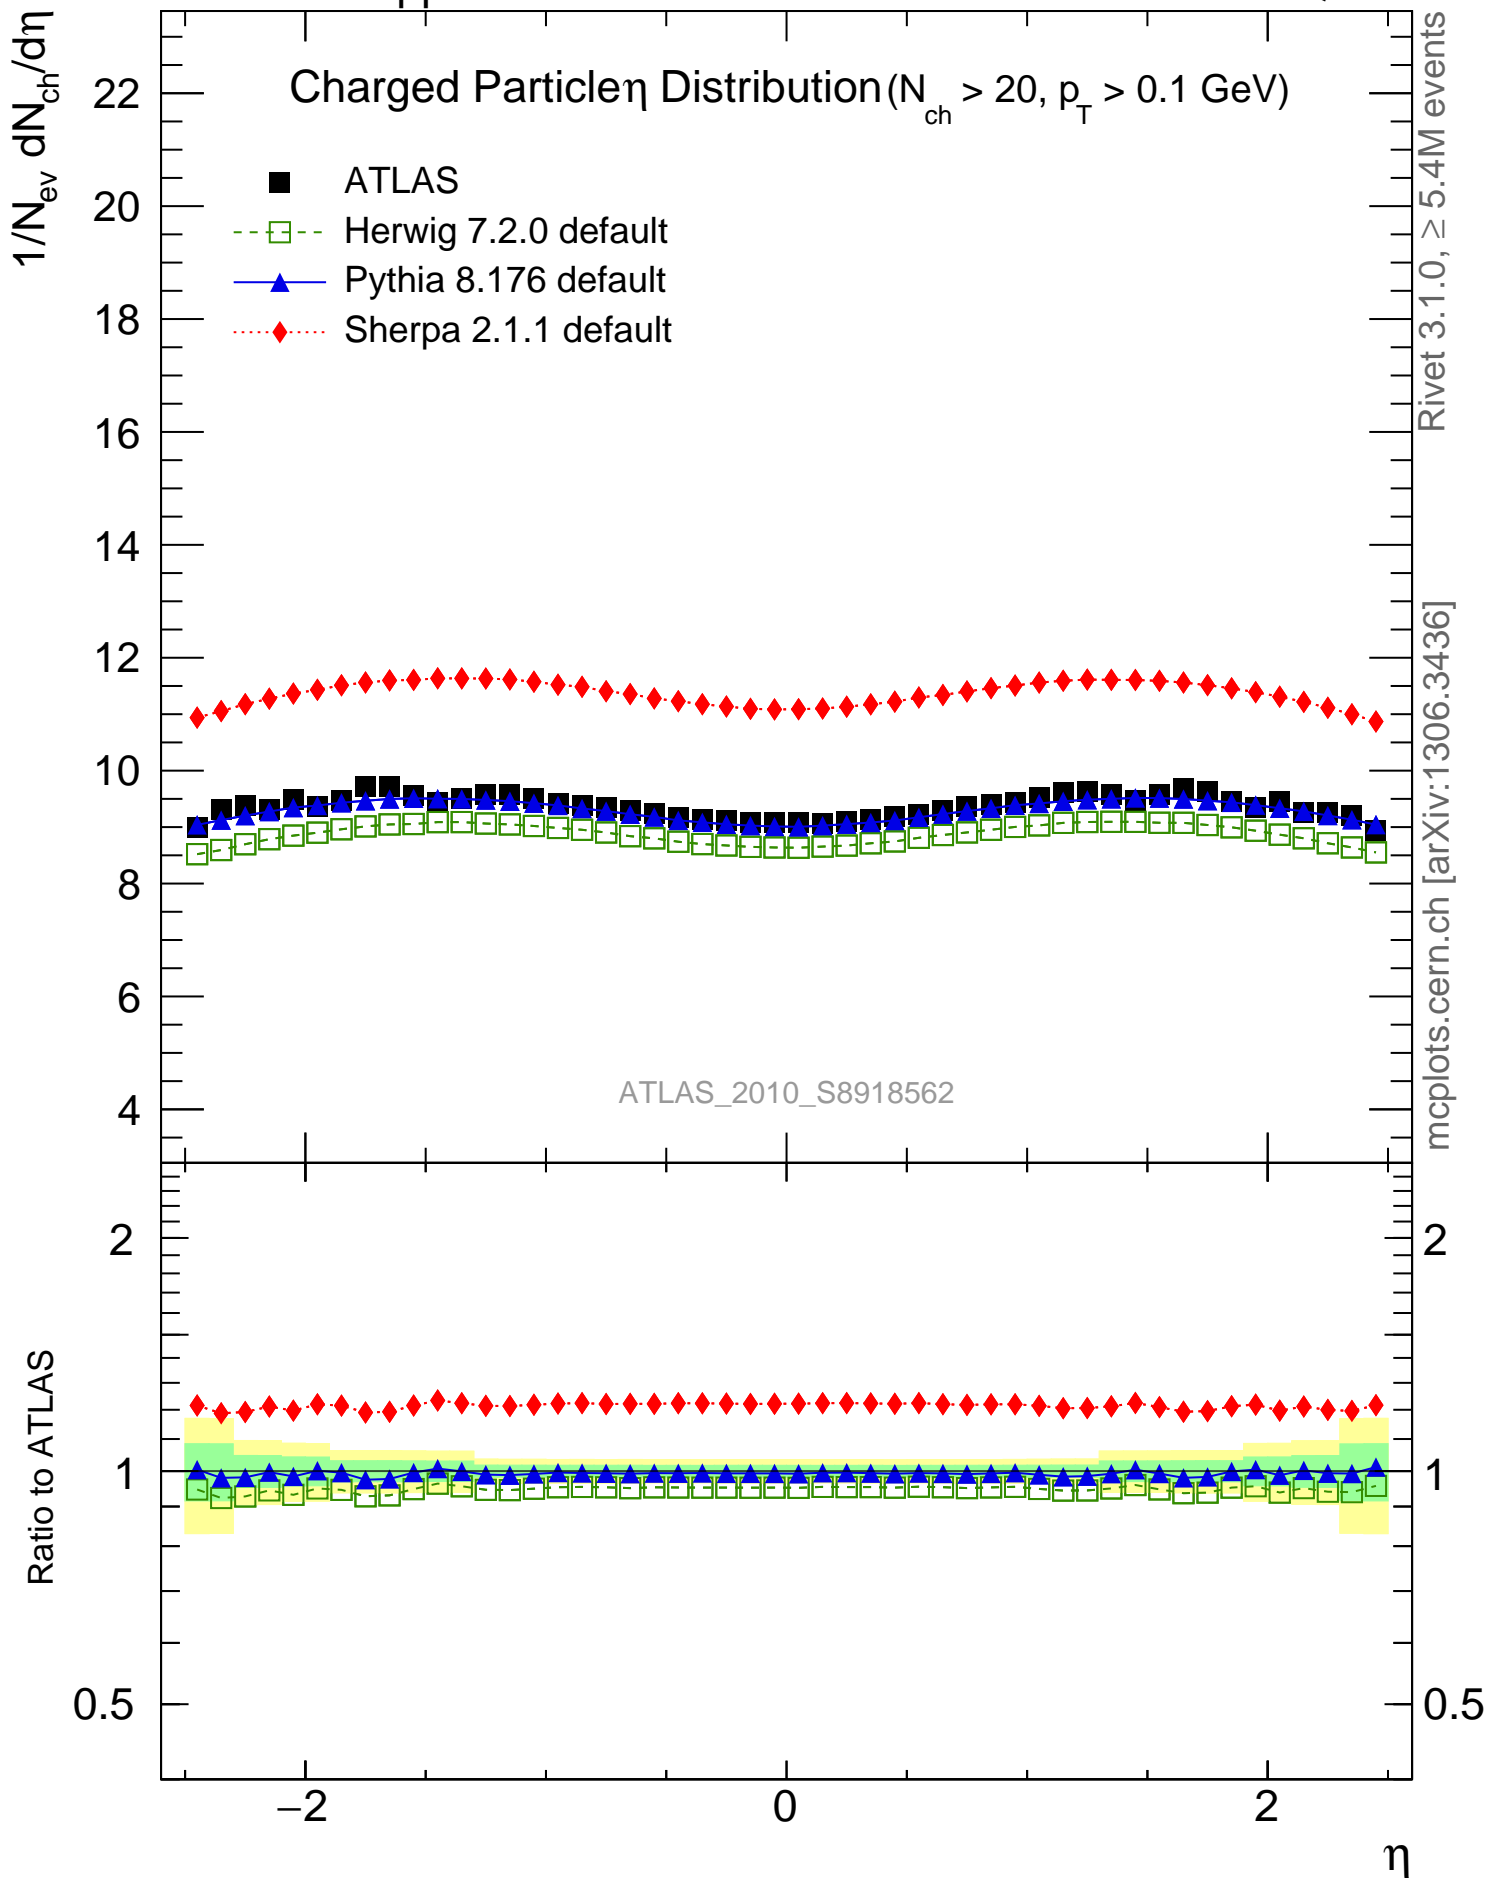 pp
Charged Particle η Distribution (N_ch > 20, p_T > 0.1 GeV)
ATLAS
Herwig 7.2.0 default
Pythia 8.176 default
Sherpa 2.1.1 default
1/N_ev dN_ch/dη
22
20
18
16
14
12
10
8
6
4
ATLAS_2010_S8918562
Rivet 3.1.0, ≥ 5.4M events
mcplots.cern.ch [arXiv:1306.3436]
Ratio to ATLAS
2
1
0.5
2
1
0.5
−2
0
2
η